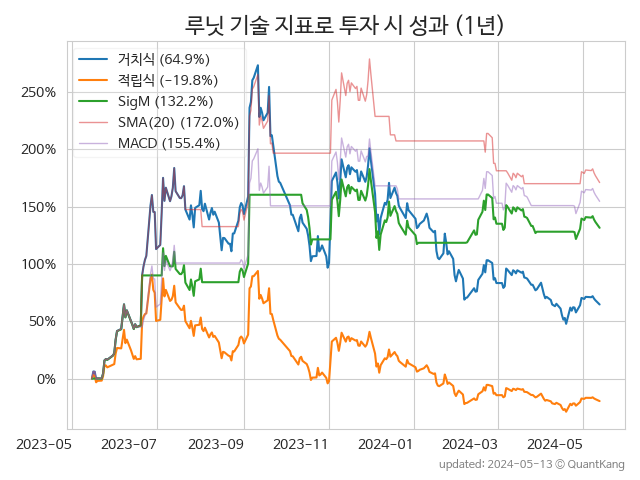 루닛 기술 지표로 투자 시 성과 (1년)
거치식 (64.9%)
적립식 (-19.8%)
SigM (132.2%)
SMA(20) (172.0%)
MACD (155.4%)
250%
200%
150%
100%
50%
0%
2023-05 2023-07 2023-09 2023-11 2024-01 2024-03 2024-05
updated: 2024-05-13 ⓒ QuantKang